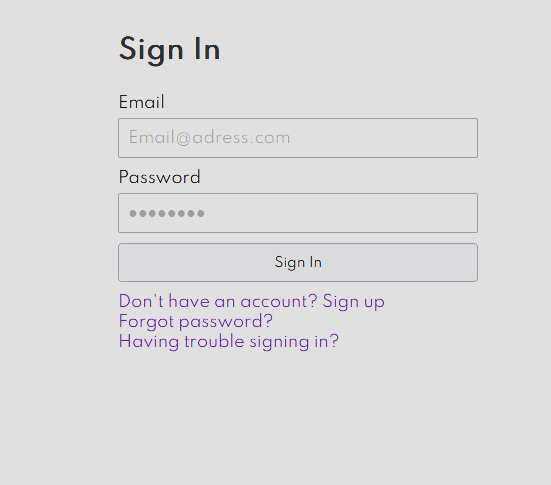 Sign In
Email
Email@adress.com
Password
••••••••
Sign In
Don't have an account? Sign up
Forgot password?
Having trouble signing in?